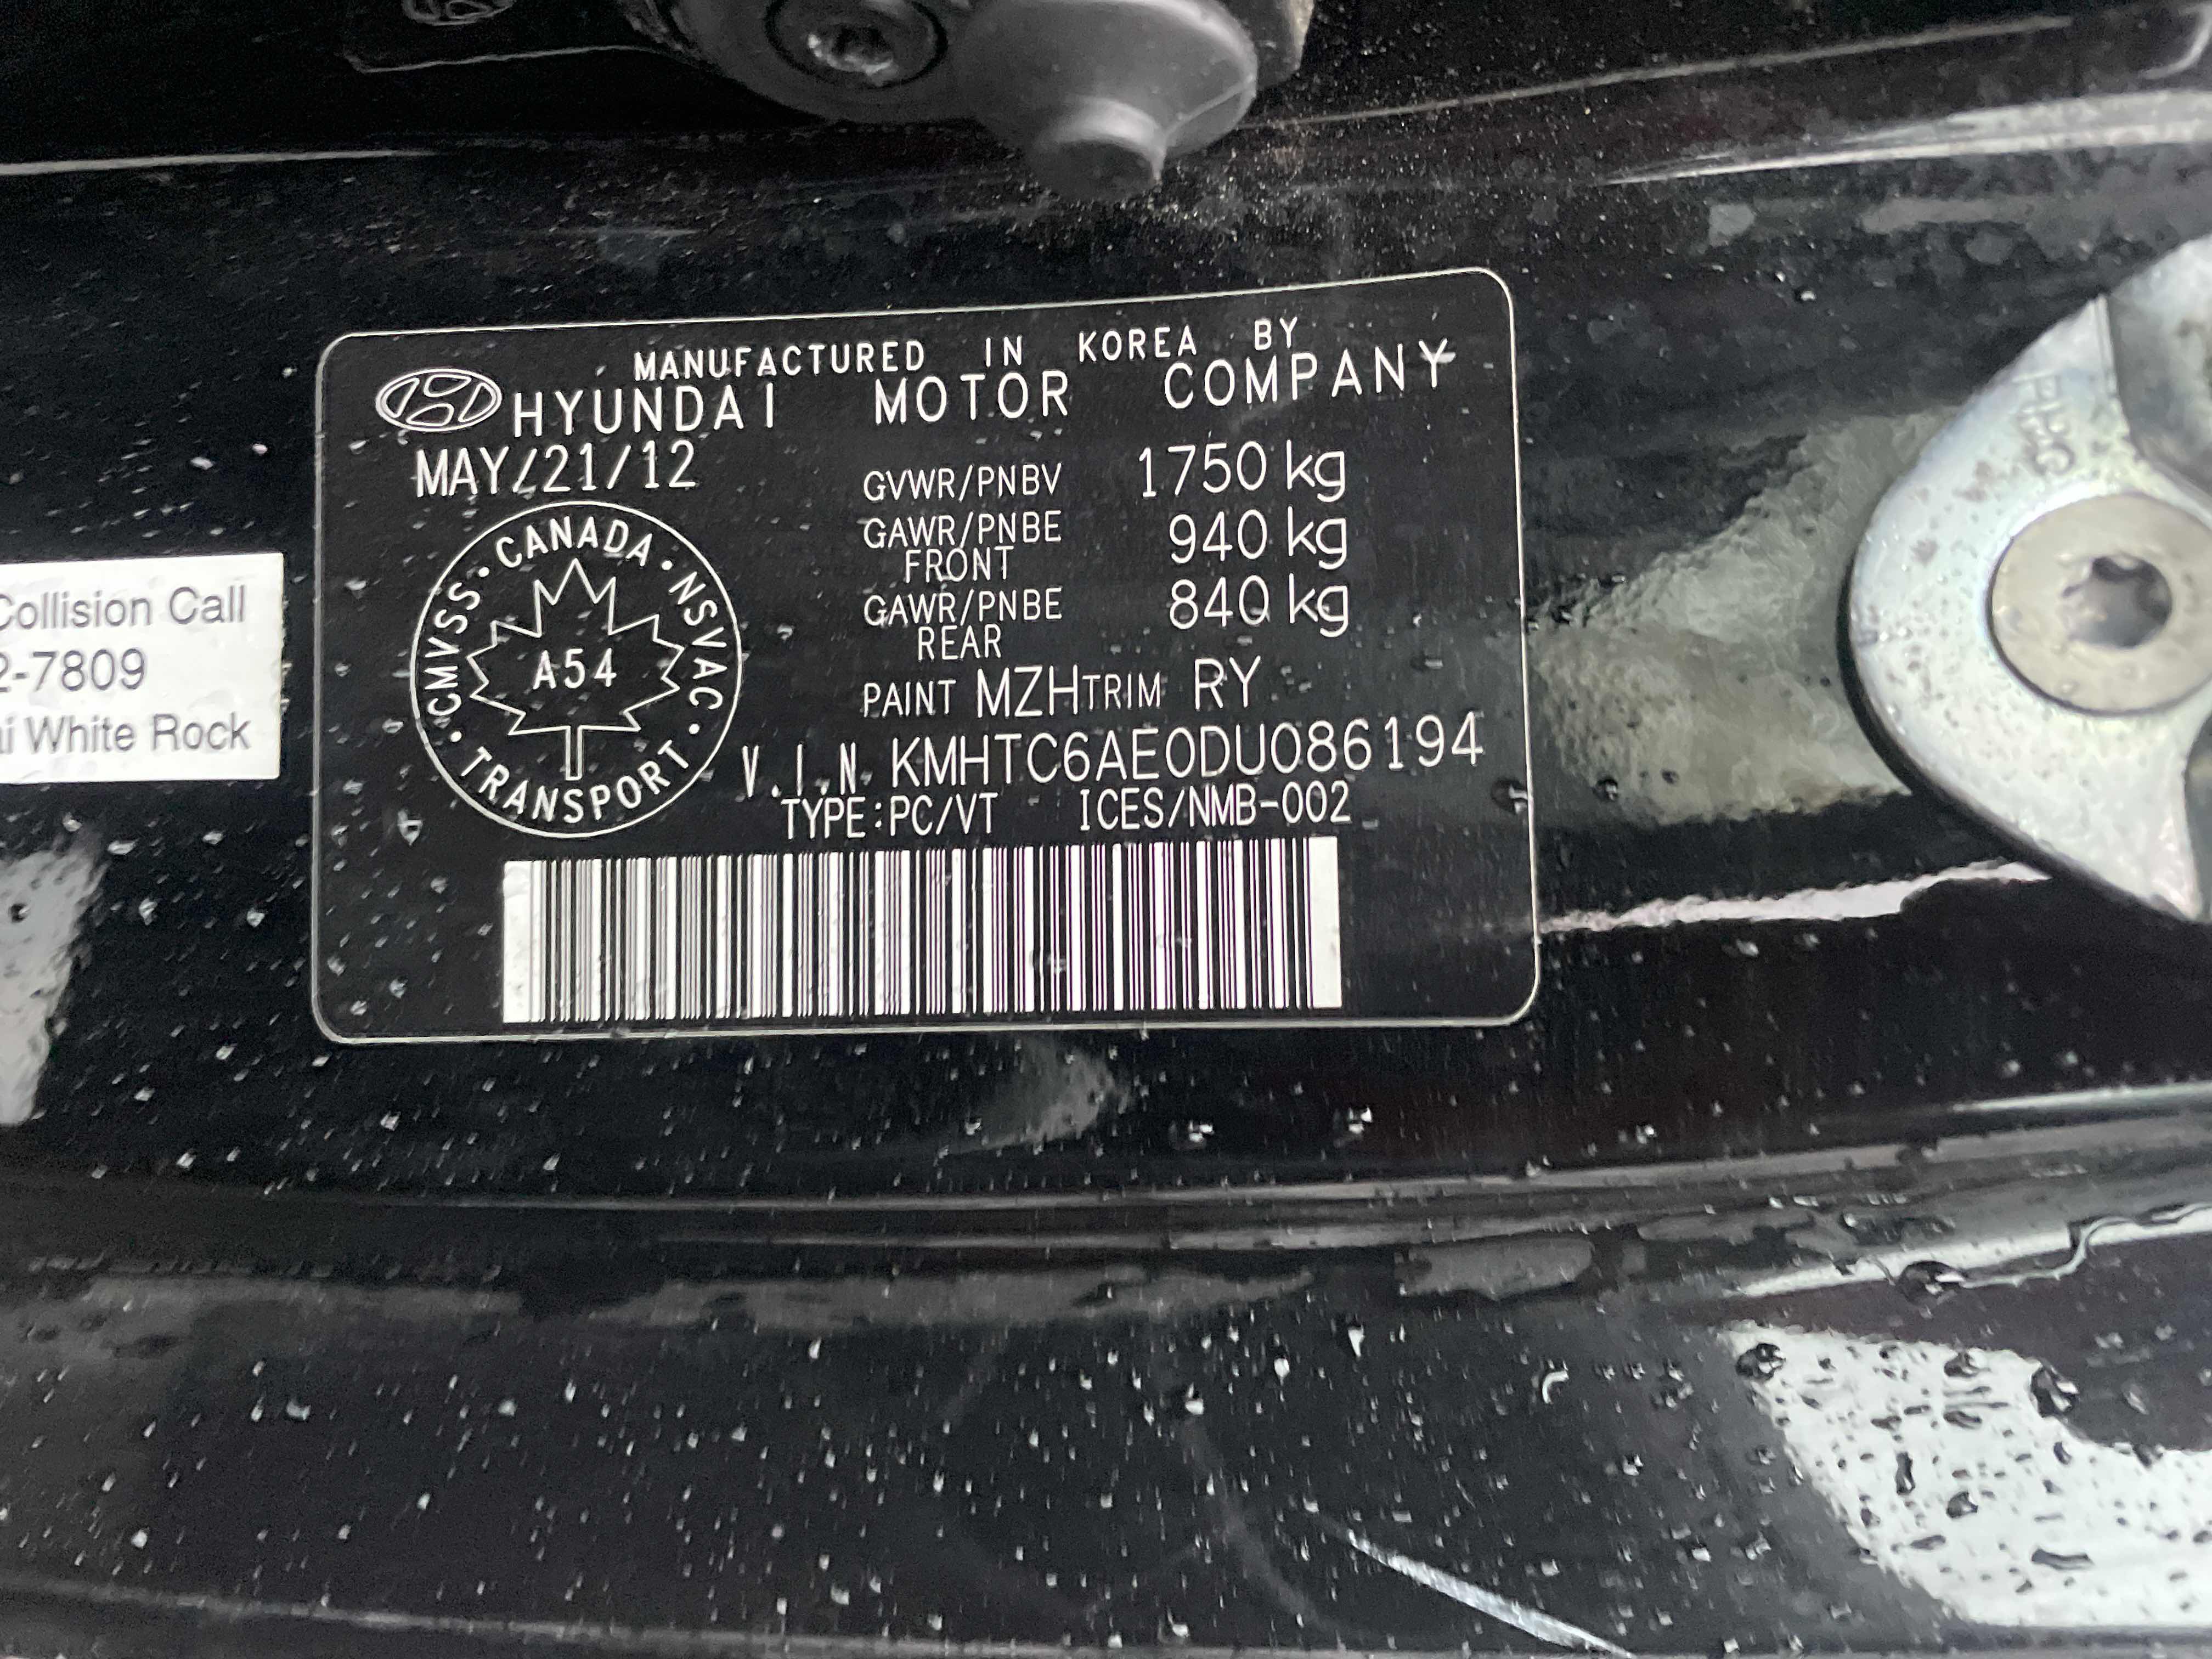 MANUFACTURED IN KOREA BY
HYUNDAI MOTOR COMPANY
MAY/21/12
GVWR/PNBV 1750 kg
GAWR/PNBE FRONT 940 kg
GAWR/PNBE REAR 840 kg
PAINT MZH TRIM RY
V.I.N. KMHTC6AE0DU086194
TYPE:PC/VT ICES/NMB-002
CANADA · NSVAC · TRANSPORT · CMVSS
A54
Collision Call
2-7809
White Rock